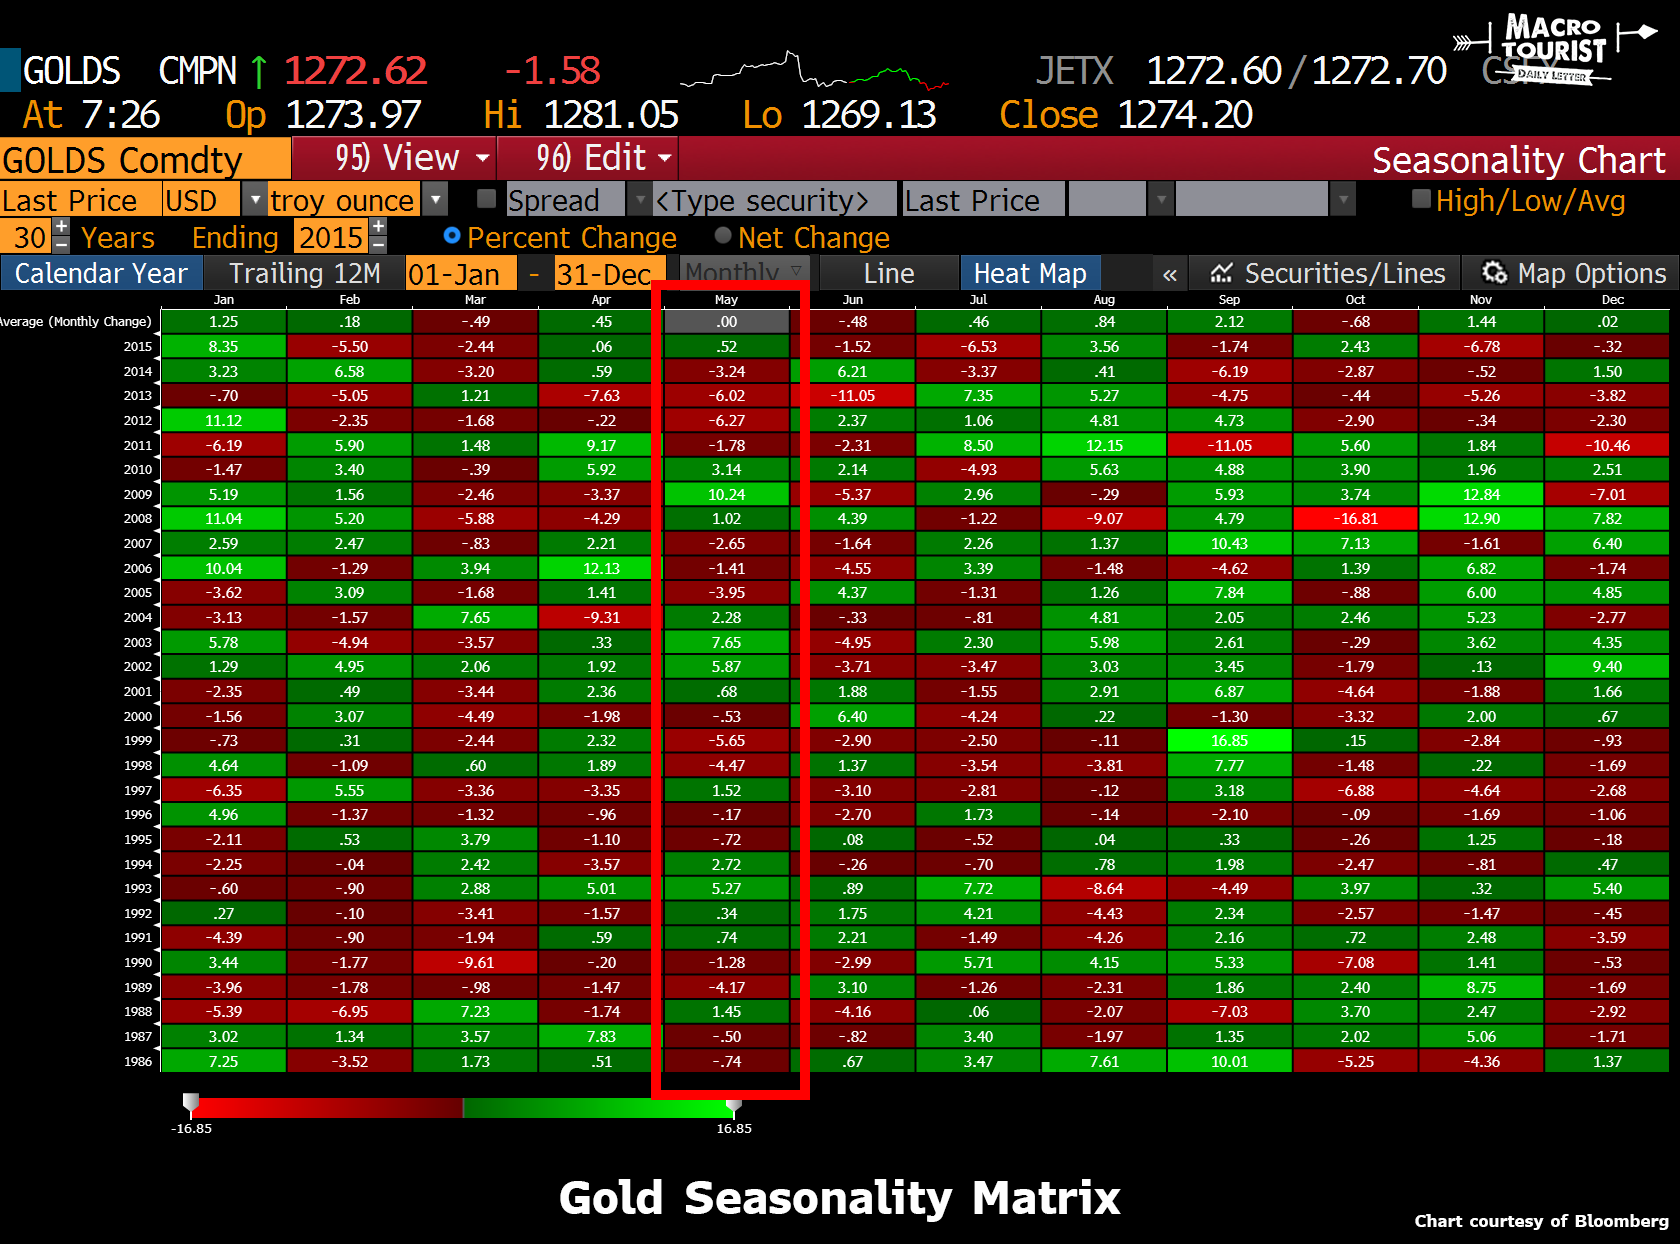 GOLDS CMPN ↑ 1272.62 -1.58 JETX 1272.60/1272.70
MACRO TOURIST
DAILY LETTER
At 7:26 Op 1273.97 Hi 1281.05 Lo 1269.13 Close 1274.20
GOLDS Comdty 95) View 96) Edit Seasonality Chart
Last Price USD troy ounce Spread <Type security> Last Price High/Low/Avg
30 + − Years Ending 2015 + − Percent Change Net Change
Calendar Year Trailing 12M 01-Jan - 31-Dec Monthly Line Heat Map « Securities/Lines Map Options
Jan Feb Mar Apr May Jun Jul Aug Sep Oct Nov Dec
Average (Monthly Change) 1.25 .18 -.49 .45 .00 -.48 .46 .84 2.12 -.68 1.44 .02
2015 8.35 -5.50 -2.44 .06 .52 -1.52 -6.53 3.56 -1.74 2.43 -6.78 -.32
2014 3.23 6.58 -3.20 .59 -3.24 6.21 -3.37 .41 -6.19 -2.87 -.52 1.50
2013 -.70 -5.05 1.21 -7.63 -6.02 -11.05 7.35 5.27 -4.75 -.44 -5.26 -3.82
2012 11.12 -2.35 -1.68 -.22 -6.27 2.37 1.06 4.81 4.73 -2.90 -.34 -2.30
2011 -6.19 5.90 1.48 9.17 -1.78 -2.31 8.50 12.15 -11.05 5.60 1.84 -10.46
2010 -1.47 3.40 -.39 5.92 3.14 2.14 -4.93 5.63 4.88 3.90 1.96 2.51
2009 5.19 1.56 -2.46 -3.37 10.24 -5.37 2.96 -.29 5.93 3.74 12.84 -7.01
2008 11.04 5.20 -5.88 -4.29 1.02 4.39 -1.22 -9.07 4.79 -16.81 12.90 7.82
2007 2.59 2.47 -.83 2.21 -2.65 -1.64 2.26 1.37 10.43 7.13 -1.61 6.40
2006 10.04 -1.29 3.94 12.13 -1.41 -4.55 3.39 -1.48 -4.62 1.39 6.82 -1.74
2005 -3.62 3.09 -1.68 1.41 -3.95 4.37 -1.31 1.26 7.84 -.88 6.00 4.85
2004 -3.13 -1.57 7.65 -9.31 2.28 -.33 -.81 4.81 2.05 2.46 5.23 -2.77
2003 5.78 -4.94 -3.57 .33 7.65 -4.95 2.30 5.98 2.61 -.29 3.62 4.35
2002 1.29 4.95 2.06 1.92 5.87 -3.71 -3.47 3.03 3.45 -1.79 .13 9.40
2001 -2.35 .49 -3.44 2.36 .68 1.88 -1.55 2.91 6.87 -4.64 -1.88 1.66
2000 -1.56 3.07 -4.49 -1.98 -.53 6.40 -4.24 .22 -1.30 -3.32 2.00 .67
1999 -.73 .31 -2.44 2.32 -5.65 -2.90 -2.50 -.11 16.85 .15 -2.84 -.93
1998 4.64 -1.09 .60 1.89 -4.47 1.37 -3.54 -3.81 7.77 -1.48 .22 -1.69
1997 -6.35 5.55 -3.36 -3.35 1.52 -3.10 -2.81 -.12 3.18 -6.88 -4.64 -2.68
1996 4.96 -1.37 -1.32 -.96 -.17 -2.70 1.73 -.14 -2.10 -.09 -1.69 -1.06
1995 -2.11 .53 3.79 -1.10 -.72 .08 -.52 .04 .33 -.26 1.25 -.18
1994 -2.25 -.04 2.42 -3.57 2.72 -.26 -.70 .78 1.98 -2.47 -.81 .47
1993 -.60 -.90 2.88 5.01 5.27 .89 7.72 -8.64 -4.49 3.97 .32 5.40
1992 .27 -.10 -3.41 -1.57 .34 1.75 4.21 -4.43 2.34 -2.57 -1.47 -.45
1991 -4.39 -.90 -1.94 .59 .74 2.21 -1.49 -4.26 2.16 .72 2.48 -3.59
1990 3.44 -1.77 -9.61 -.20 -1.28 -2.99 5.71 4.15 5.33 -7.08 1.41 -.53
1989 -3.96 -1.78 -.98 -1.47 -4.17 3.10 -1.26 -2.31 1.86 2.40 8.75 -1.69
1988 -5.39 -6.95 7.23 -1.74 1.45 -4.16 .06 -2.07 -7.03 3.70 2.47 -2.92
1987 3.02 1.34 3.57 7.83 -.50 -.82 3.40 -1.97 1.35 2.02 5.06 -1.71
1986 7.25 -3.52 1.73 .51 -.74 .67 3.47 7.61 10.01 -5.25 -4.36 1.37
-16.85 16.85
Gold Seasonality Matrix
Chart courtesy of Bloomberg